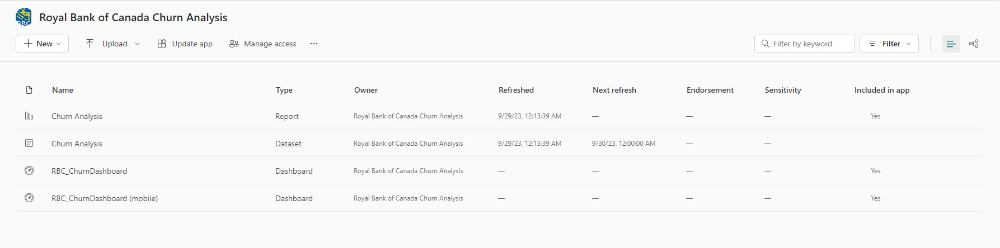 RBC
Royal Bank of Canada Churn Analysis
New Upload Update app Manage access ... Filter by keyword Filter
Name Type Owner Refreshed Next refresh Endorsement Sensitivity Included in app
Churn Analysis Report Royal Bank of Canada Churn Analysis 9/29/23, 12:13:39 AM — — — Yes
Churn Analysis Dataset Royal Bank of Canada Churn Analysis 9/29/23, 12:13:39 AM 9/30/23, 12:00:00 AM — —
RBC_ChurnDashboard Dashboard Royal Bank of Canada Churn Analysis — — — — Yes
RBC_ChurnDashboard (mobile) Dashboard Royal Bank of Canada Churn Analysis — — — — Yes